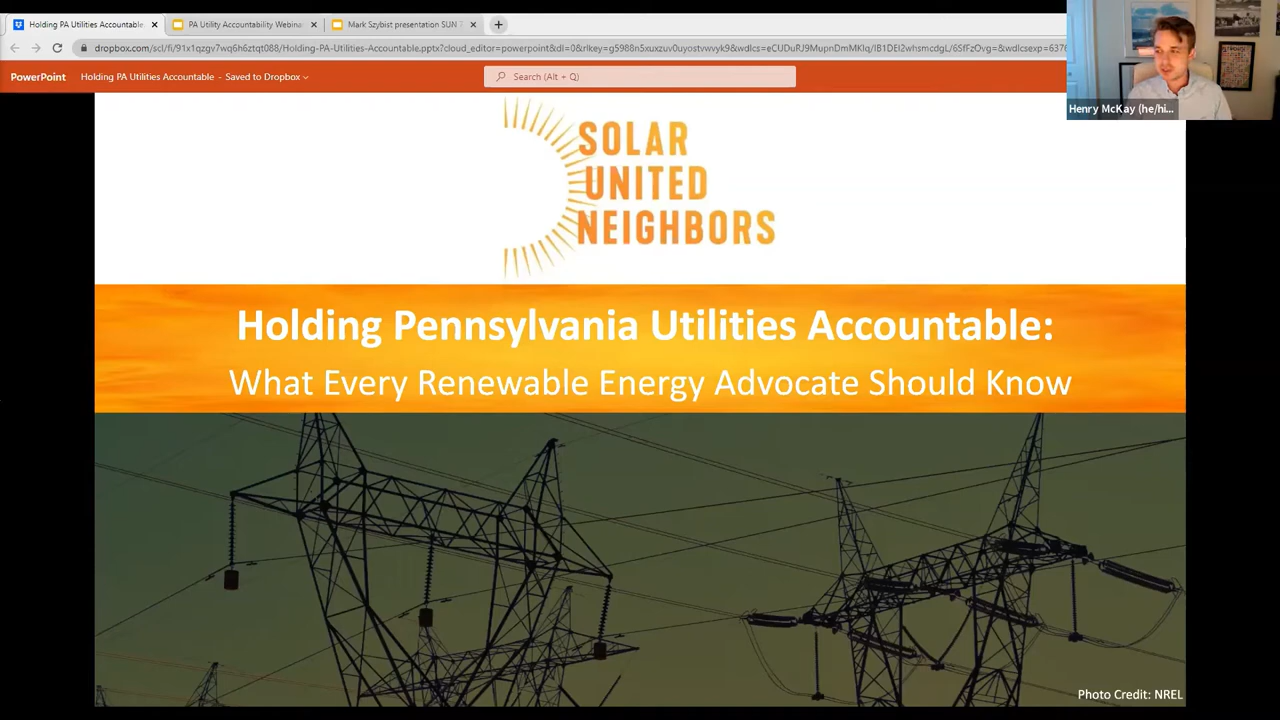 Holding PA Utilities Accountable.
PA Utility Accountability Webina
Mark Szybist presentation SUN
PowerPoint
Holding PA Utilities Accountable - Saved to Dropbox
Search (Alt + Q)
Henry McKay (he/hi...
SOLAR
UNITED
NEIGHBORS
Holding Pennsylvania Utilities Accountable:
What Every Renewable Energy Advocate Should Know
Photo Credit: NREL